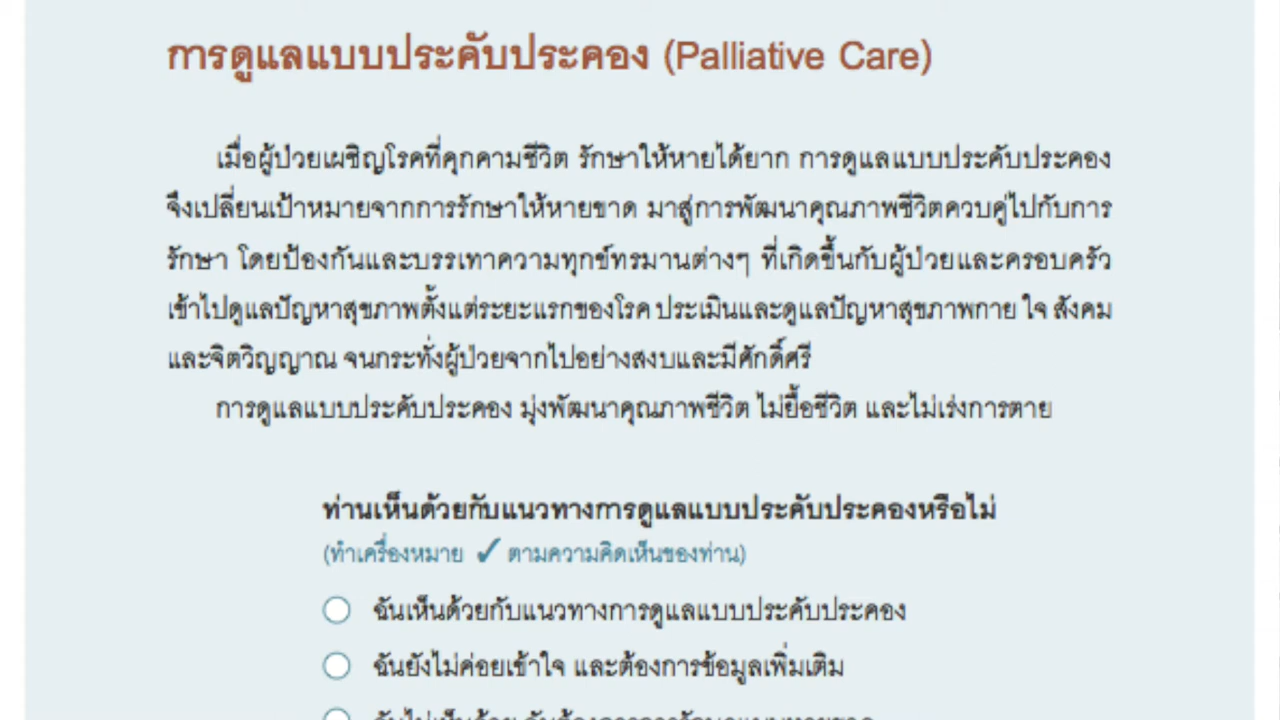 การดูแลแบบประคับประคอง (Palliative Care)
เมื่อผู้ป่วยเผชิญโรคที่คุกคามชีวิต รักษาให้หายได้ยาก การดูแลแบบประคับประคอง
จึงเปลี่ยนเป้าหมายจากการรักษาให้หายขาด มาสู่การพัฒนาคุณภาพชีวิตควบคู่ไปกับการ
รักษา โดยป้องกันและบรรเทาความทุกข์ทรมานต่างๆ ที่เกิดขึ้นกับผู้ป่วยและครอบครัว
เข้าไปดูแลปัญหาสุขภาพตั้งแต่ระยะแรกของโรค ประเมินและดูแลปัญหาสุขภาพกาย ใจ สังคม
และจิตวิญญาณ จนกระทั่งผู้ป่วยจากไปอย่างสงบและมีศักดิ์ศรี
การดูแลแบบประคับประคอง มุ่งพัฒนาคุณภาพชีวิต ไม่ยื้อชีวิต และไม่เร่งการตาย
ท่านเห็นด้วยกับแนวทางการดูแลแบบประคับประคองหรือไม่
(ทำเครื่องหมาย ✓ ตามความคิดเห็นของท่าน)
ฉันเห็นด้วยกับแนวทางการดูแลแบบประคับประคอง
ฉันยังไม่ค่อยเข้าใจ และต้องการข้อมูลเพิ่มเติม